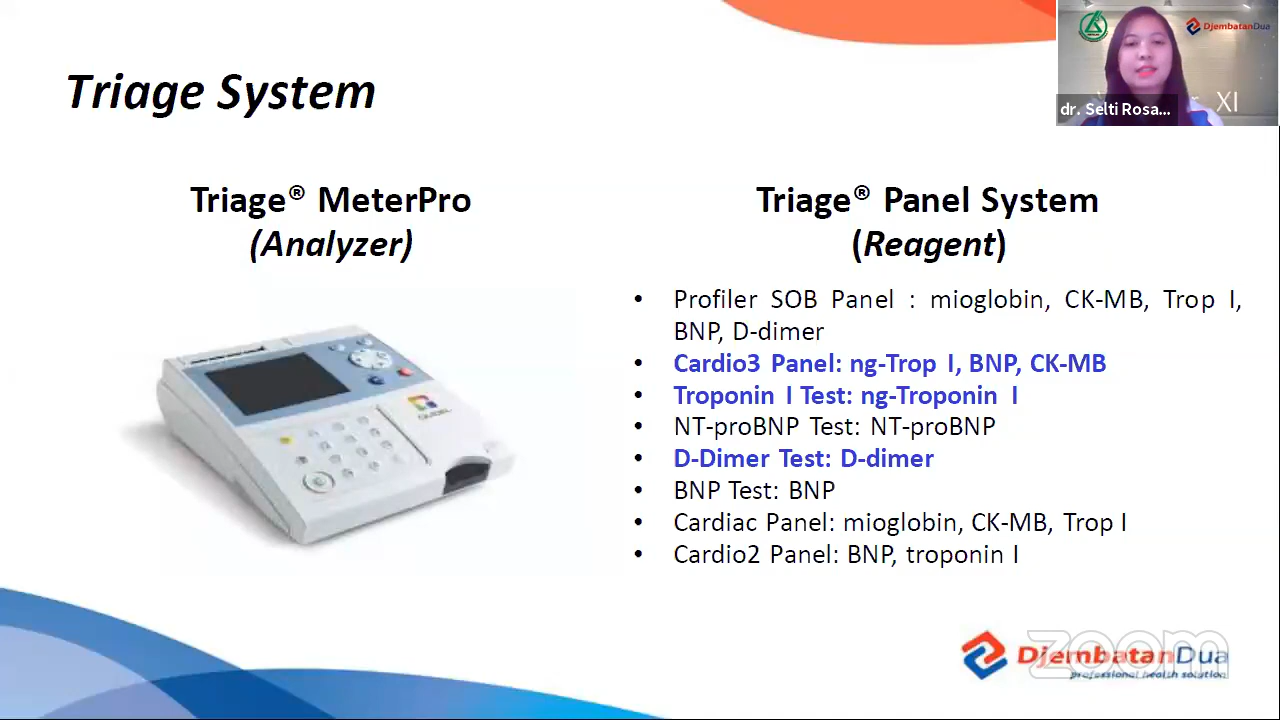 Triage System
DjembatanDua
XI
dr. Selti Rosa...
Triage® MeterPro
(Analyzer)
QUIDEL
Triage® Panel System
(Reagent)
• Profiler SOB Panel : mioglobin, CK-MB, Trop I,
BNP, D-dimer
• Cardio3 Panel: ng-Trop I, BNP, CK-MB
• Troponin I Test: ng-Troponin I
• NT-proBNP Test: NT-proBNP
• D-Dimer Test: D-dimer
• BNP Test: BNP
• Cardiac Panel: mioglobin, CK-MB, Trop I
• Cardio2 Panel: BNP, troponin I
zoom
DjembatanDua
professional health solution